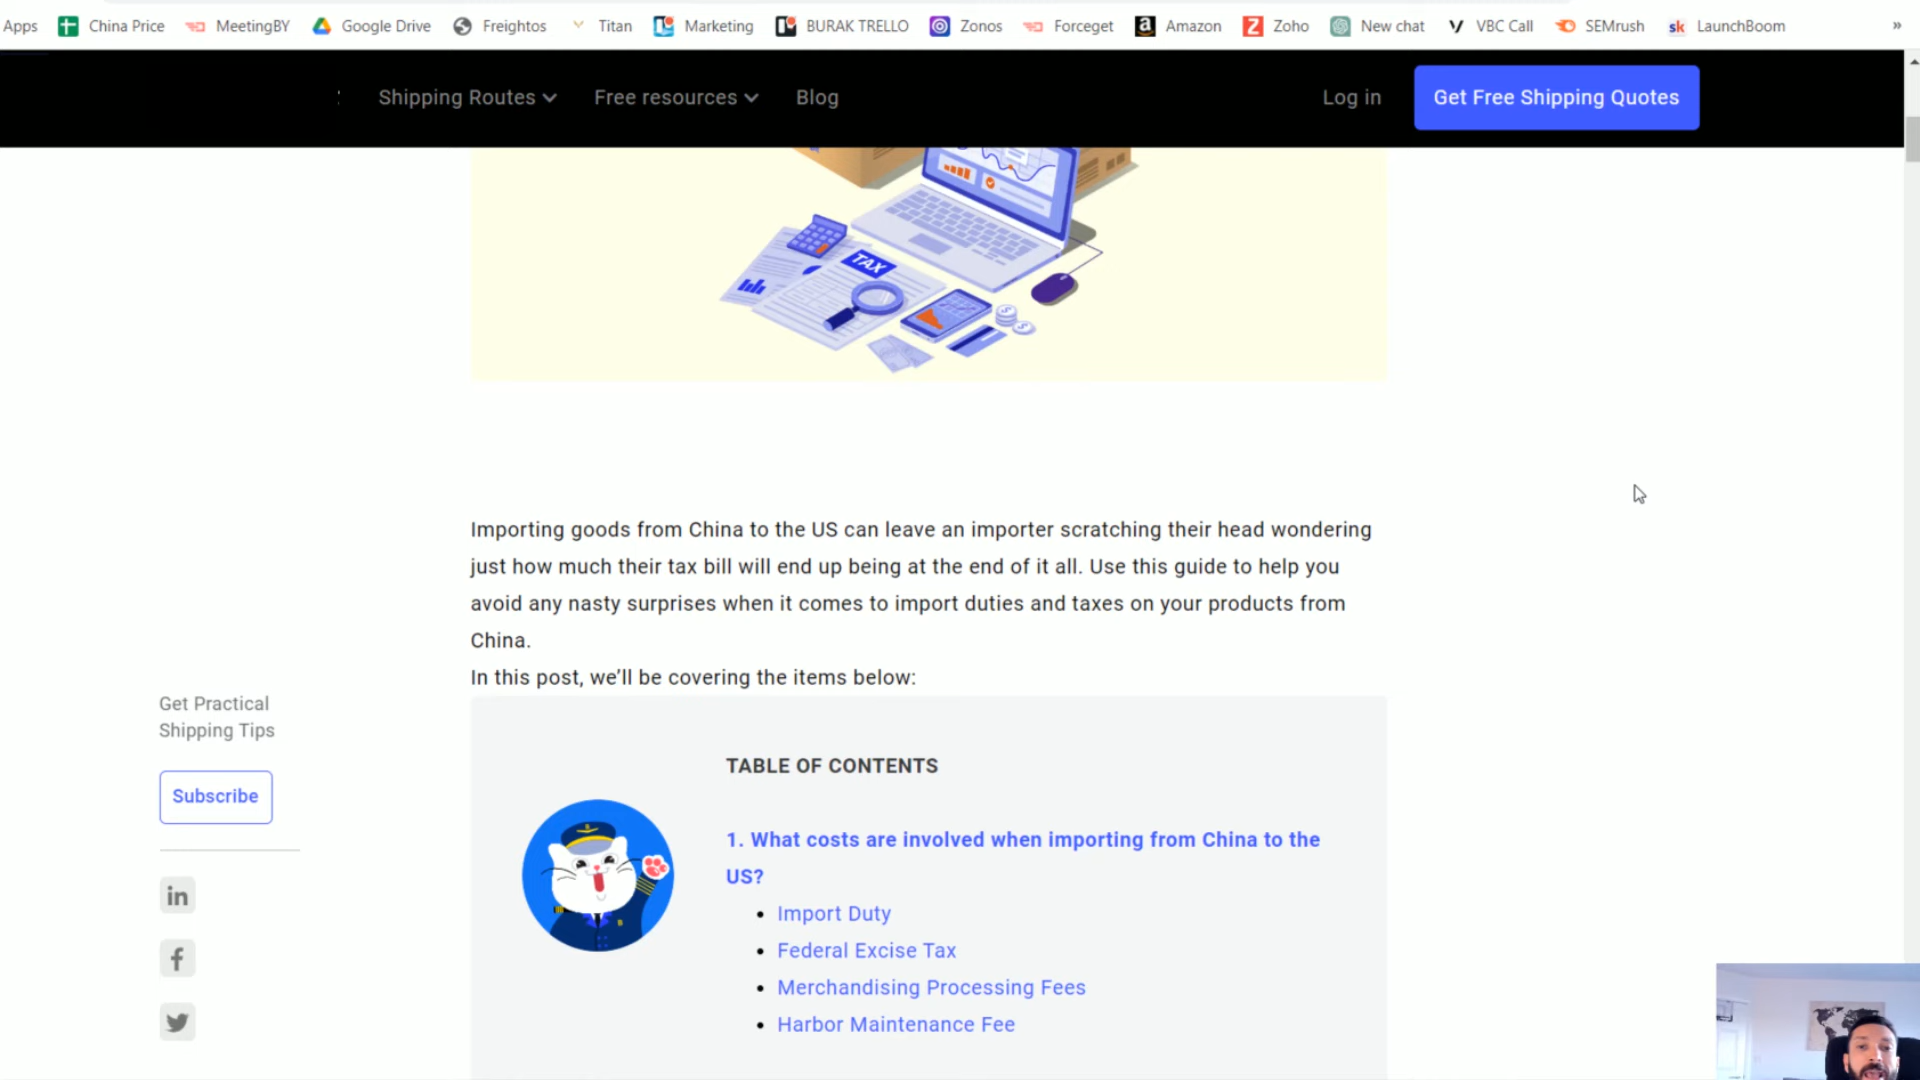 Apps China Price MeetingBY Google Drive Freightos Titan Marketing BURAK TRELLO Zonos Forceget Amazon Zoho New chat VBC Call SEMrush LaunchBoom »
Shipping Routes Free resources Blog Log in Get Free Shipping Quotes
TAX
Importing goods from China to the US can leave an importer scratching their head wondering
just how much their tax bill will end up being at the end of it all. Use this guide to help you
avoid any nasty surprises when it comes to import duties and taxes on your products from
China.
In this post, we’ll be covering the items below:
Get Practical
Shipping Tips
Subscribe
TABLE OF CONTENTS
1. What costs are involved when importing from China to the
US?
• Import Duty
• Federal Excise Tax
• Merchandising Processing Fees
• Harbor Maintenance Fee